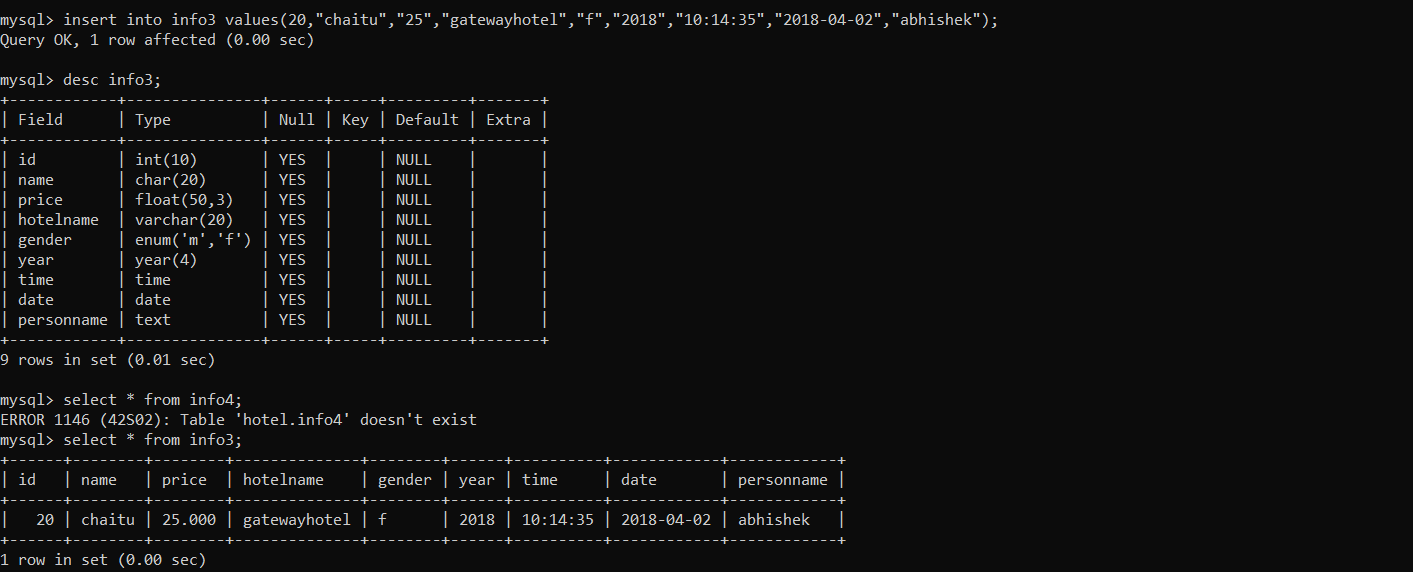 mysql> insert into info3 values(20,"chaitu","25","gatewayhotel","f","2018","10:14:35","2018-04-02","abhishek");
Query OK, 1 row affected (0.00 sec)
mysql> desc info3;
+------------+---------------+------+-----+---------+-------+
| Field      | Type          | Null | Key | Default | Extra |
+------------+---------------+------+-----+---------+-------+
| id         | int(10)       | YES  |     | NULL    |       |
| name       | char(20)      | YES  |     | NULL    |       |
| price      | float(50,3)   | YES  |     | NULL    |       |
| hotelname  | varchar(20)   | YES  |     | NULL    |       |
| gender     | enum('m','f') | YES  |     | NULL    |       |
| year       | year(4)       | YES  |     | NULL    |       |
| time       | time          | YES  |     | NULL    |       |
| date       | date          | YES  |     | NULL    |       |
| personname | text          | YES  |     | NULL    |       |
+------------+---------------+------+-----+---------+-------+
9 rows in set (0.01 sec)
mysql> select * from info4;
ERROR 1146 (42S02): Table 'hotel.info4' doesn't exist
mysql> select * from info3;
+------+--------+--------+--------------+--------+------+----------+------------+------------+
| id   | name   | price  | hotelname    | gender | year | time     | date       | personname |
+------+--------+--------+--------------+--------+------+----------+------------+------------+
|   20 | chaitu | 25.000 | gatewayhotel | f      | 2018 | 10:14:35 | 2018-04-02 | abhishek   |
+------+--------+--------+--------------+--------+------+----------+------------+------------+
1 row in set (0.00 sec)